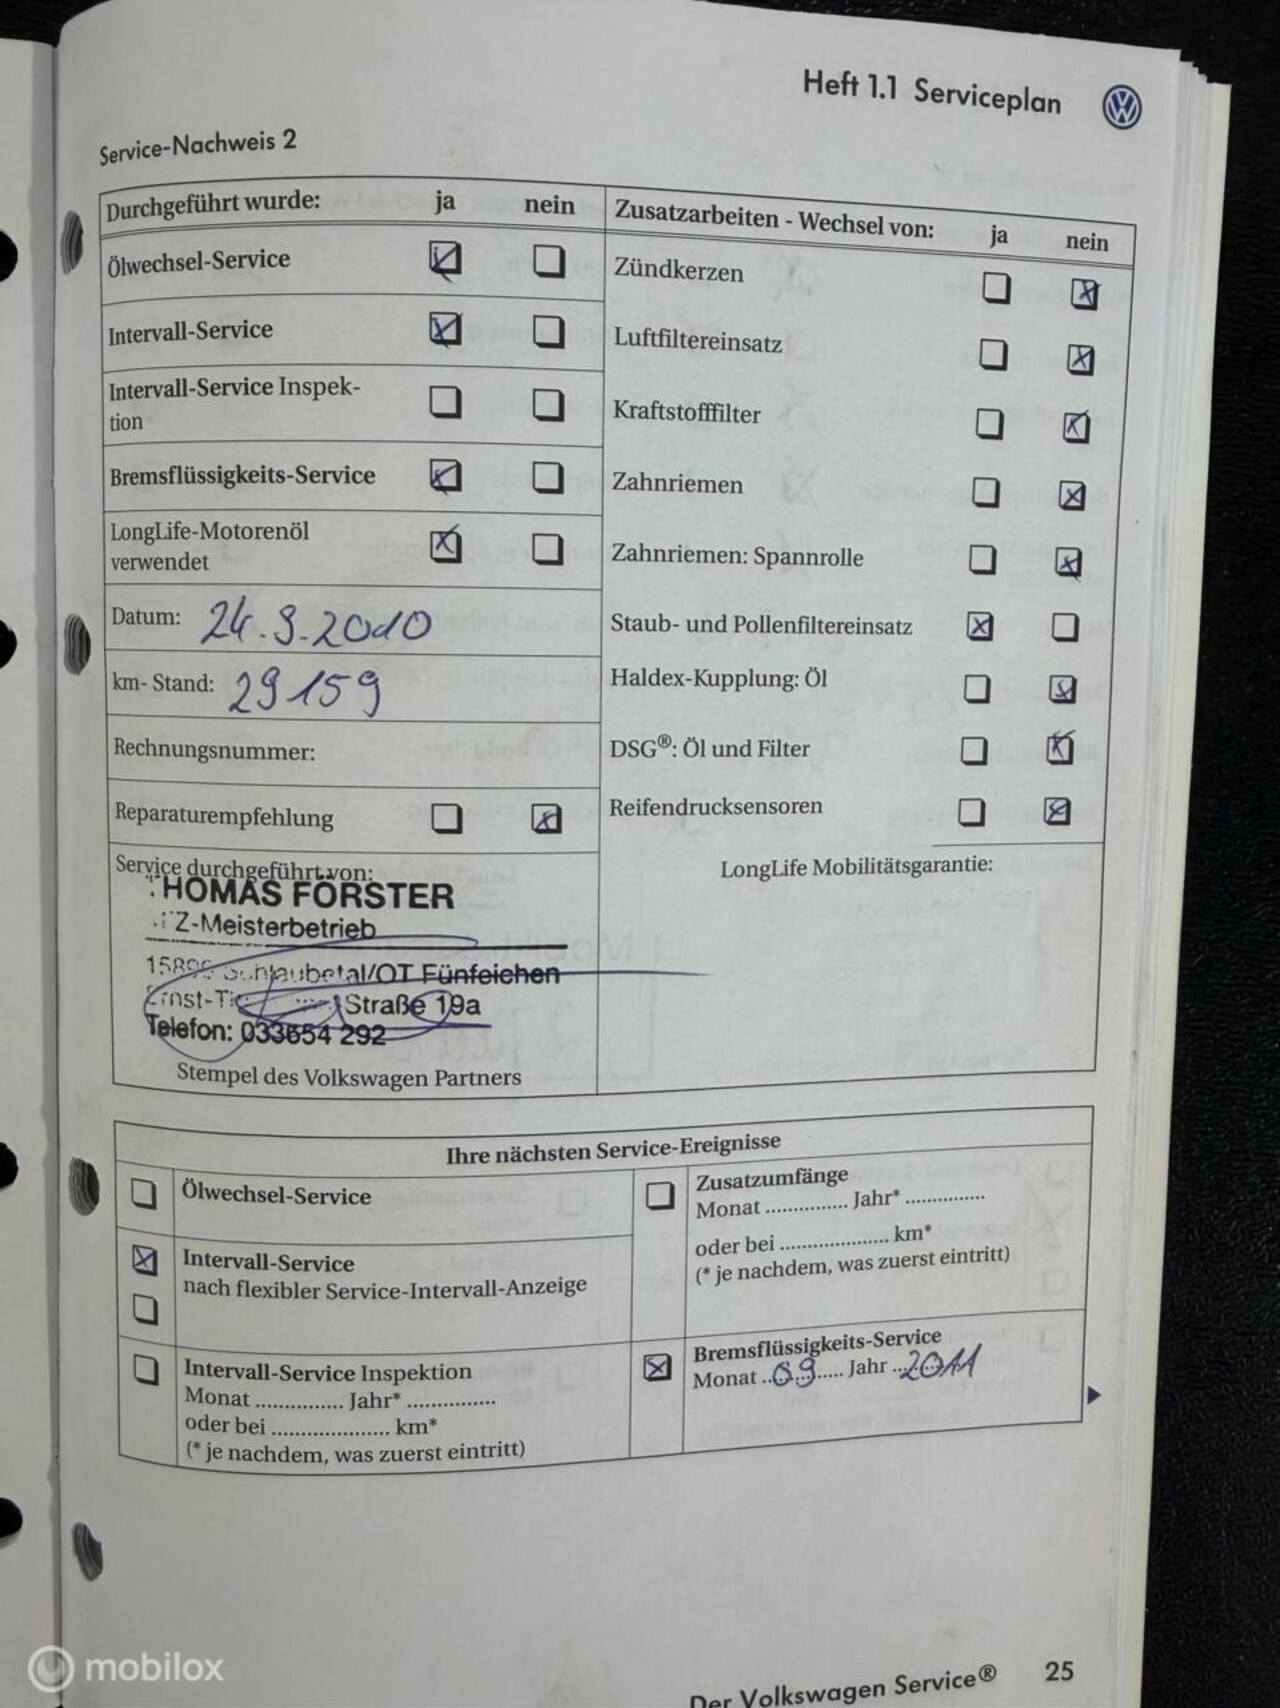 Heft 1.1 Serviceplan
Service-Nachweis 2
Durchgeführt wurde: ja nein
Ölwechsel-Service
Intervall-Service
Intervall-Service Inspek-
tion
Bremsflüssigkeits-Service
LongLife-Motorenöl
verwendet
Datum: 24.9.2010
km-Stand: 29159
Rechnungsnummer:
Reparaturempfehlung
Service durchgeführt von:
HOMAS FÖRSTER
Z-Meisterbetrieb
Schlaubetal/OT Fünfeichen
Straße 19a
Telefon: 033654 292
Stempel des Volkswagen Partners
Zusatzarbeiten - Wechsel von: ja nein
Zündkerzen
Luftfiltereinsatz
Kraftstofffilter
Zahnriemen
Zahnriemen: Spannrolle
Staub- und Pollenfiltereinsatz
Haldex-Kupplung: Öl
DSG®: Öl und Filter
Reifendrucksensoren
LongLife Mobilitätsgarantie:
Ihre nächsten Service-Ereignisse
Ölwechsel-Service
Intervall-Service
nach flexibler Service-Intervall-Anzeige
Intervall-Service Inspektion
Monat ............... Jahr* ...............
oder bei .................... km*
(* je nachdem, was zuerst eintritt)
Zusatzumfänge
Monat .............. Jahr* ..............
oder bei .................... km*
(* je nachdem, was zuerst eintritt)
Bremsflüssigkeits-Service
Monat ..09..... Jahr ..2011
Der Volkswagen Service® 25
mobilox